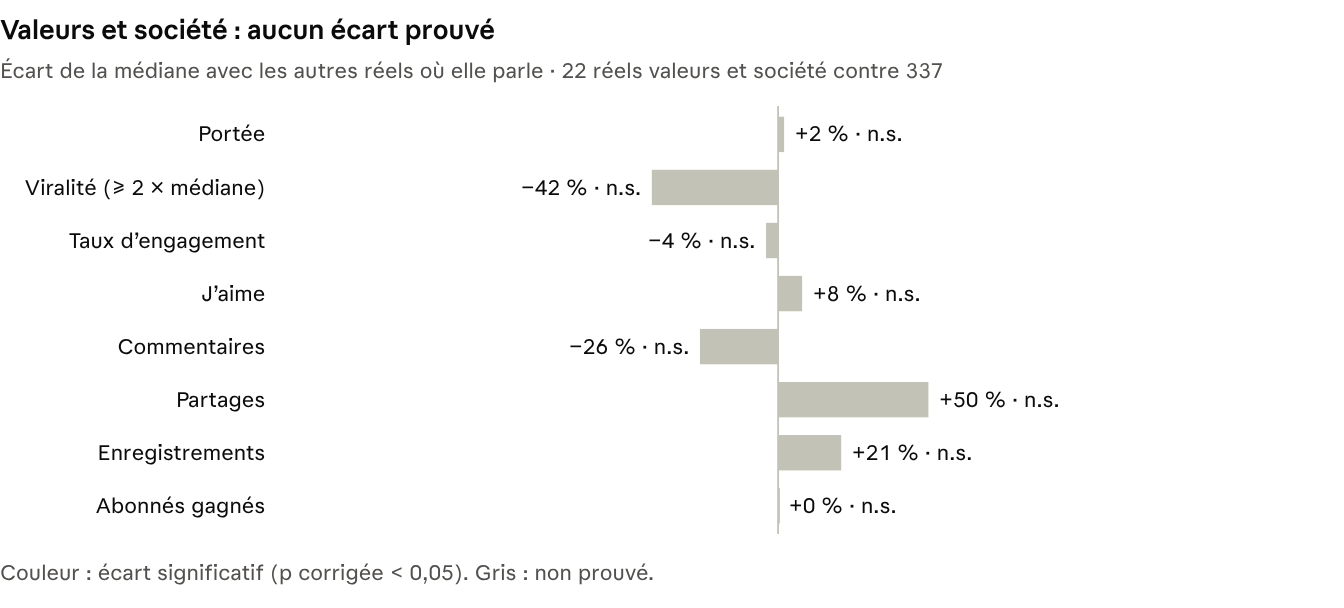 Valeurs et société : aucun écart prouvé
Écart de la médiane avec les autres réels où elle parle · 22 réels valeurs et société contre 337
Portée +2 % · n.s.
Viralité (≥ 2 × médiane) −42 % · n.s.
Taux d’engagement −4 % · n.s.
J’aime +8 % · n.s.
Commentaires −26 % · n.s.
Partages +50 % · n.s.
Enregistrements +21 % · n.s.
Abonnés gagnés +0 % · n.s.
Couleur : écart significatif (p corrigée < 0,05). Gris : non prouvé.